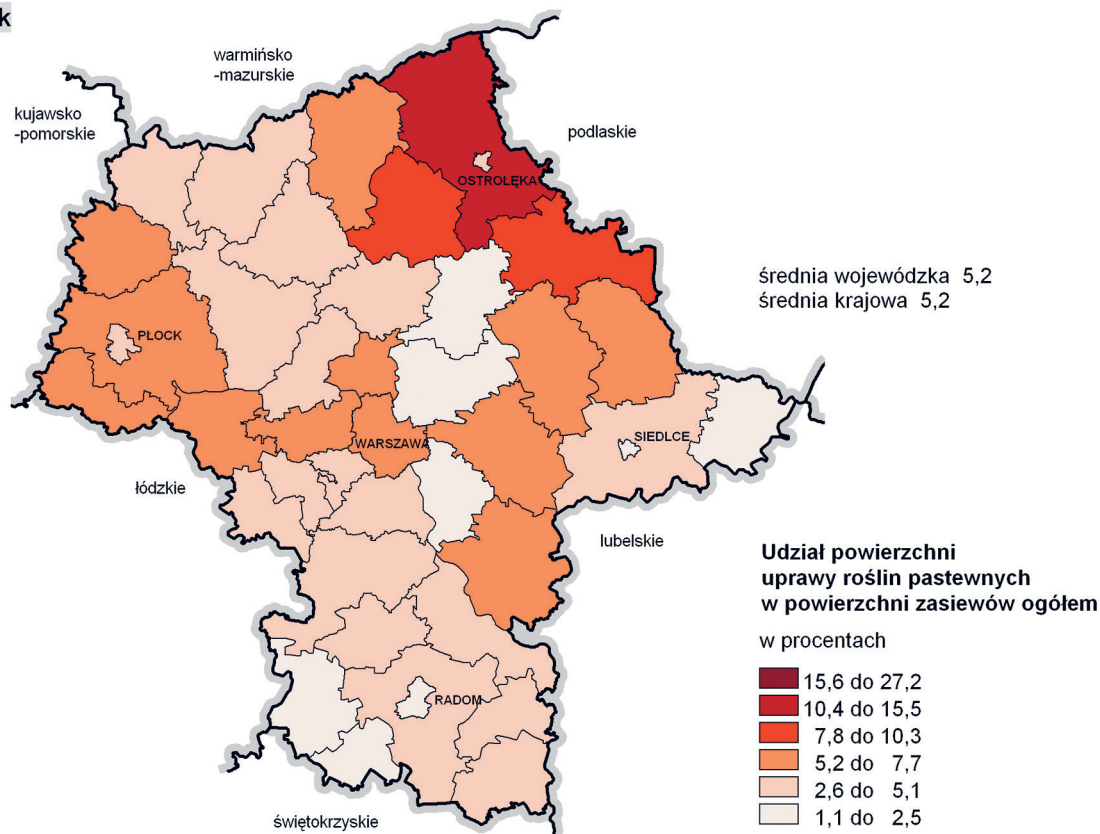 k
warmińsko
-mazurskie
kujawsko
-pomorskie
podlaskie
OSTROŁĘKA
średnia wojewódzka 5,2
średnia krajowa 5,2
PŁOCK
WARSZAWA
SIEDLCE
łódzkie
lubelskie
Udział powierzchni
uprawy roślin pastewnych
w powierzchni zasiewów ogółem
w procentach
15,6 do 27,2
10,4 do 15,5
7,8 do 10,3
5,2 do 7,7
2,6 do 5,1
1,1 do 2,5
RADOM
świętokrzyskie